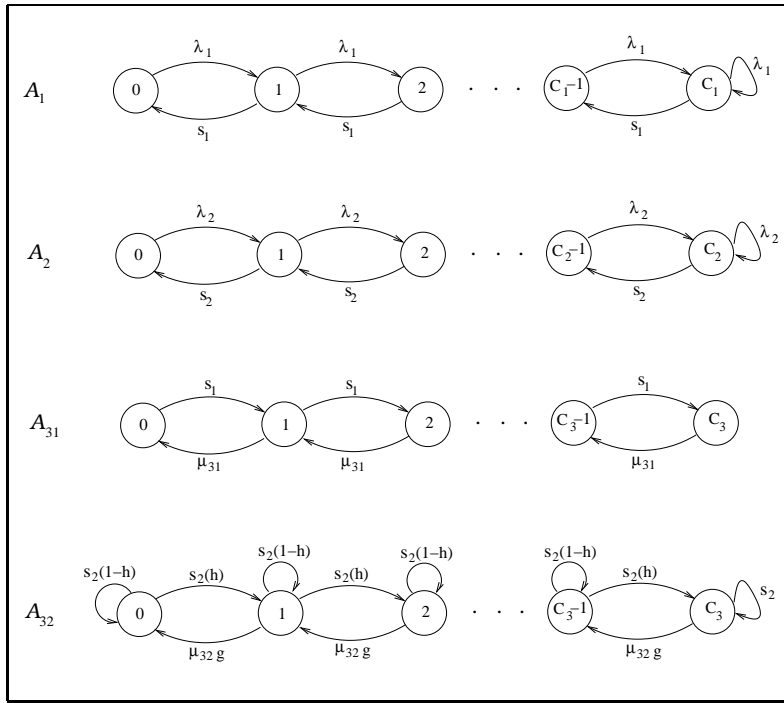 λ₁ λ₁ λ₁ λ₁
A₁ 0 1 2 . . . C₁−1 C₁
s₁ s₁ s₁
λ₂ λ₂ λ₂ λ₂
A₂ 0 1 2 . . . C₂−1 C₂
s₂ s₂ s₂
s₁ s₁ s₁
A₃₁ 0 1 2 . . . C₃−1 C₃
μ₃₁ μ₃₁ μ₃₁
s₂(1−h) s₂(h) s₂(1−h) s₂(h) s₂(1−h) s₂(1−h) s₂(h) s₂
A₃₂ 0 1 2 . . . C₃−1 C₃
μ₃₂ g μ₃₂ g μ₃₂ g